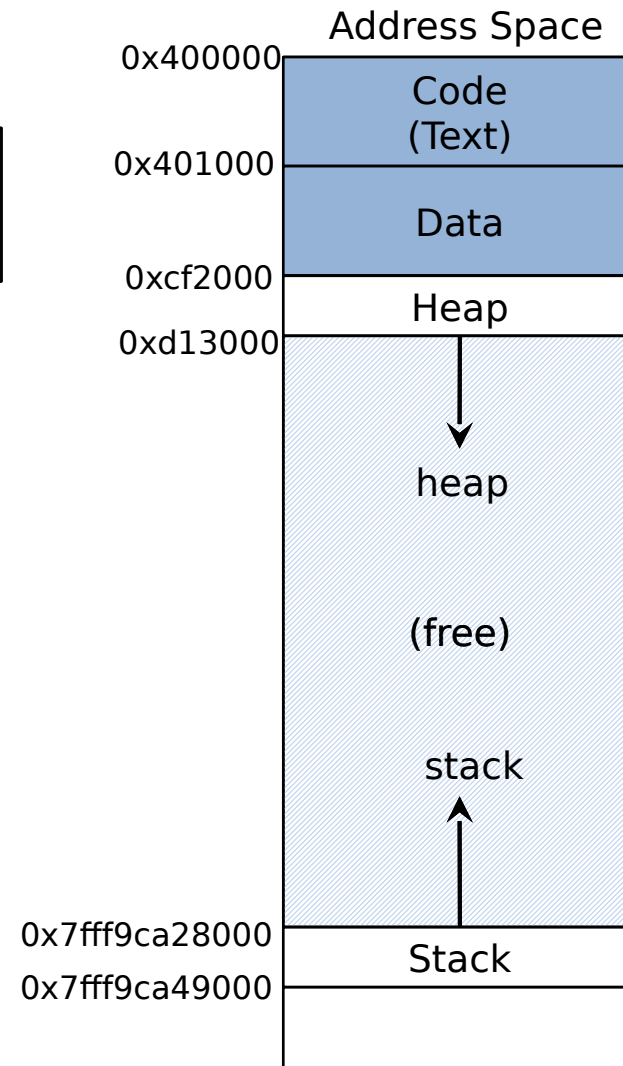 Address Space
0x400000
Code
(Text)
0x401000
Data
0xcf2000
Heap
0xd13000
heap
(free)
stack
0x7fff9ca28000
Stack
0x7fff9ca49000